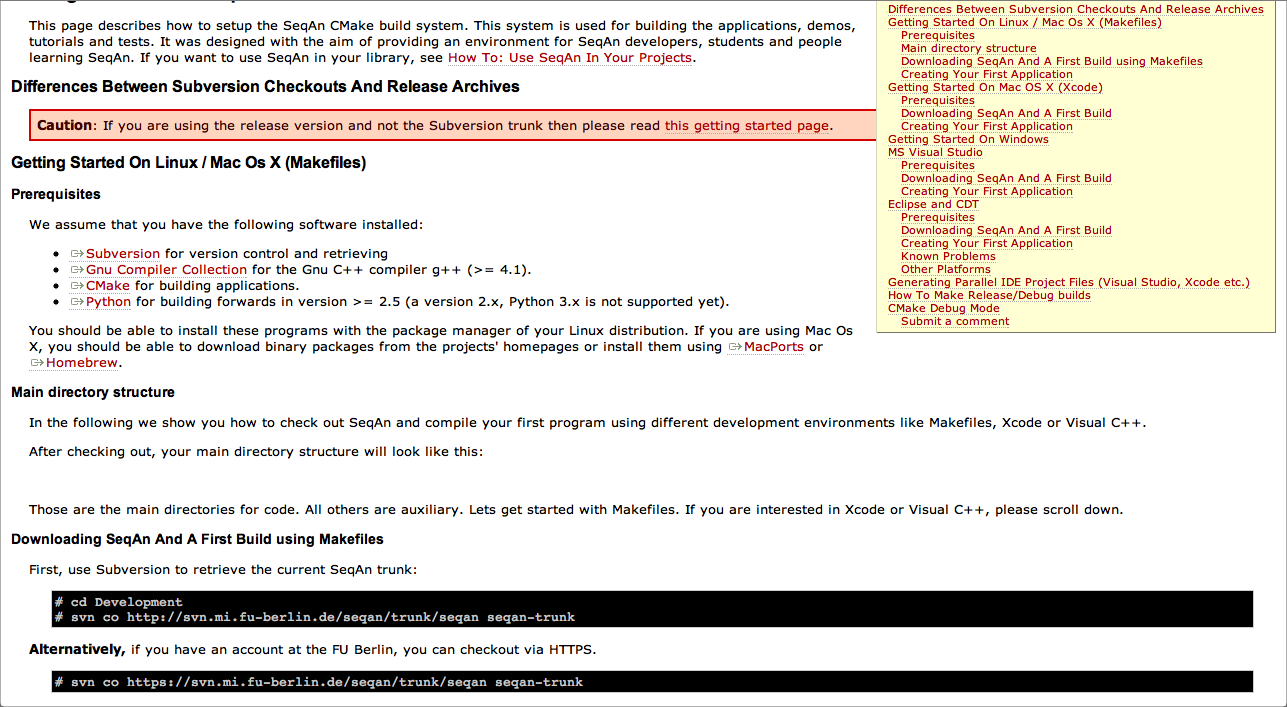 This page describes how to setup the SeqAn CMake build system. This system is used for building the applications, demos,
tutorials and tests. It was designed with the aim of providing an environment for SeqAn developers, students and people
learning SeqAn. If you want to use SeqAn in your library, see How To: Use SeqAn In Your Projects.
Differences Between Subversion Checkouts And Release Archives
Caution: If you are using the release version and not the Subversion trunk then please read this getting started page.
Getting Started On Linux / Mac Os X (Makefiles)
Prerequisites
We assume that you have the following software installed:
Subversion for version control and retrieving
Gnu Compiler Collection for the Gnu C++ compiler g++ (>= 4.1).
CMake for building applications.
Python for building forwards in version >= 2.5 (a version 2.x, Python 3.x is not supported yet).
You should be able to install these programs with the package manager of your Linux distribution. If you are using Mac Os
X, you should be able to download binary packages from the projects' homepages or install them using MacPorts or
Homebrew.
Differences Between Subversion Checkouts And Release Archives
Getting Started On Linux / Mac Os X (Makefiles)
Prerequisites
Main directory structure
Downloading SeqAn And A First Build using Makefiles
Creating Your First Application
Getting Started On Mac OS X (Xcode)
Prerequisites
Downloading SeqAn And A First Build
Creating Your First Application
Getting Started On Windows
MS Visual Studio
Prerequisites
Downloading SeqAn And A First Build
Creating Your First Application
Eclipse and CDT
Prerequisites
Downloading SeqAn And A First Build
Creating Your First Application
Known Problems
Other Platforms
Generating Parallel IDE Project Files (Visual Studio, Xcode etc.)
How To Make Release/Debug builds
CMake Debug Mode
Submit a comment
Main directory structure
In the following we show you how to check out SeqAn and compile your first program using different development environments like Makefiles, Xcode or Visual C++.
After checking out, your main directory structure will look like this:
Those are the main directories for code. All others are auxiliary. Lets get started with Makefiles. If you are interested in Xcode or Visual C++, please scroll down.
Downloading SeqAn And A First Build using Makefiles
First, use Subversion to retrieve the current SeqAn trunk:
# cd Development
# svn co http://svn.mi.fu-berlin.de/seqan/trunk/seqan seqan-trunk
Alternatively, if you have an account at the FU Berlin, you can checkout via HTTPS.
# svn co https://svn.mi.fu-berlin.de/seqan/trunk/seqan seqan-trunk